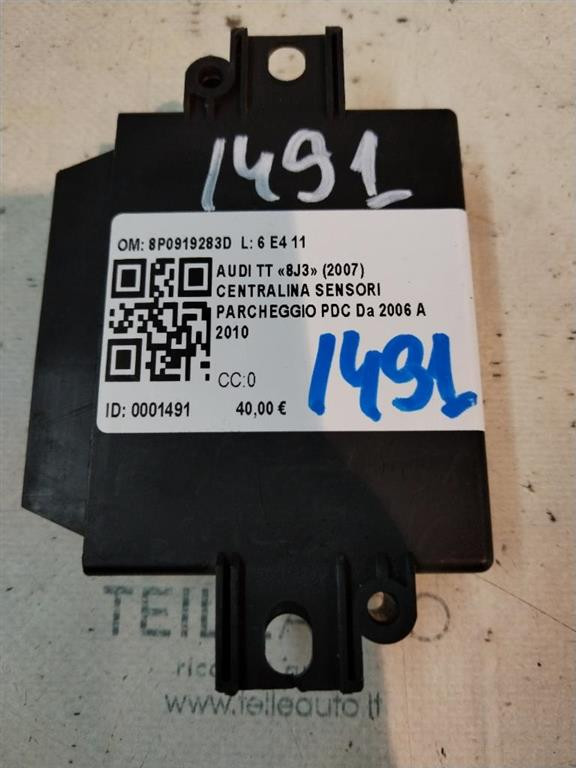 1491
OM: 8P0919283D L: 6 E4 11
AUDI TT «8J3» (2007)
CENTRALINA SENSORI
PARCHEGGIO PDC Da 2006 A
2010
CC:0
1491
ID: 0001491 40,00 €
www.teileauto.it